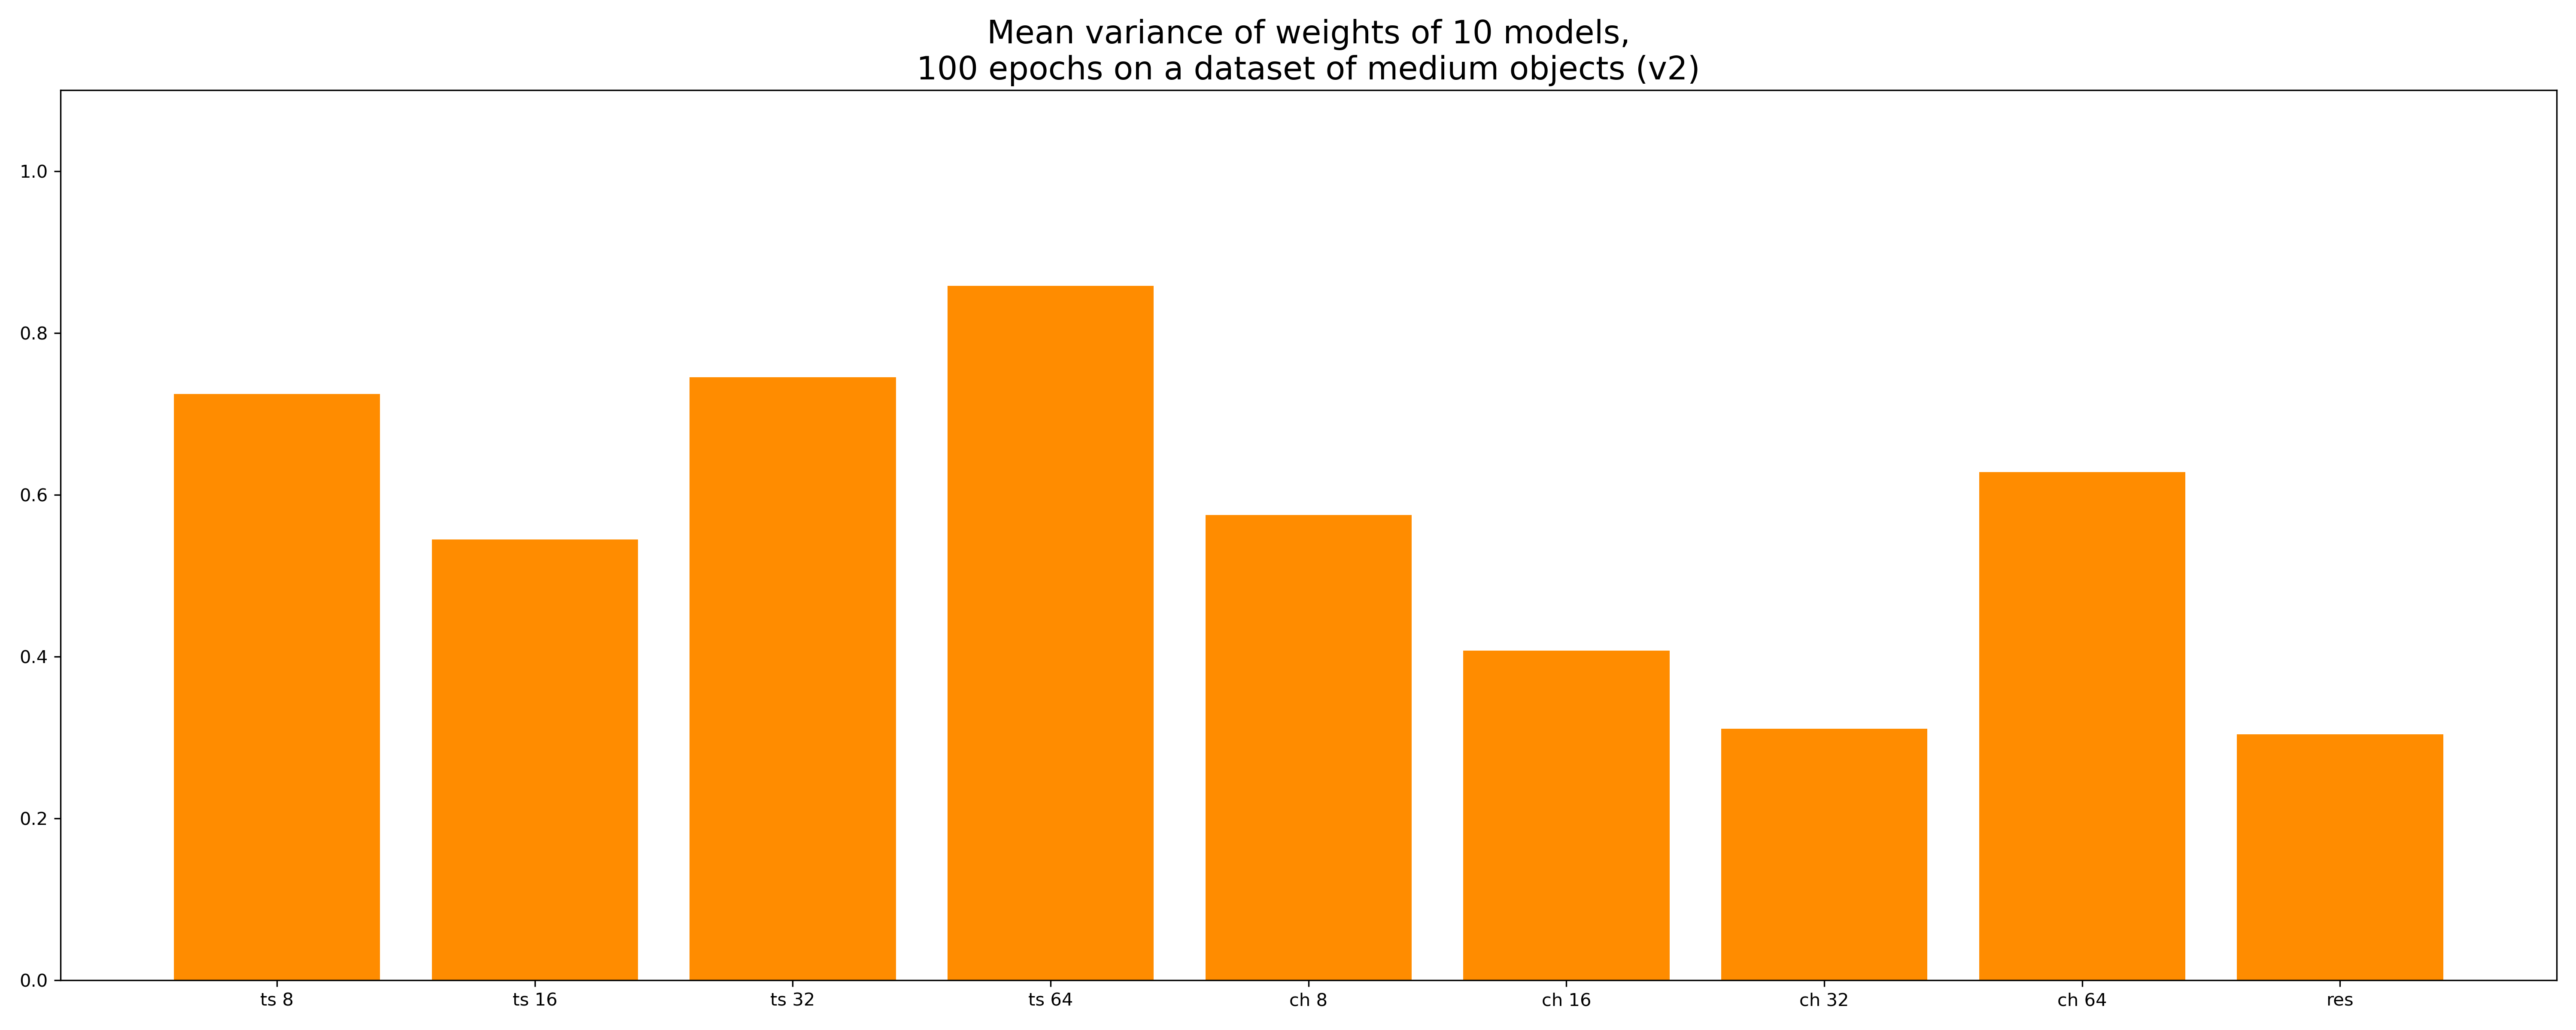 Mean variance of weights of 10 models,
100 epochs on a dataset of medium objects (v2)
1.0
0.8
0.6
0.4
0.2
0.0
ts 8 ts 16 ts 32 ts 64 ch 8 ch 16 ch 32 ch 64 res